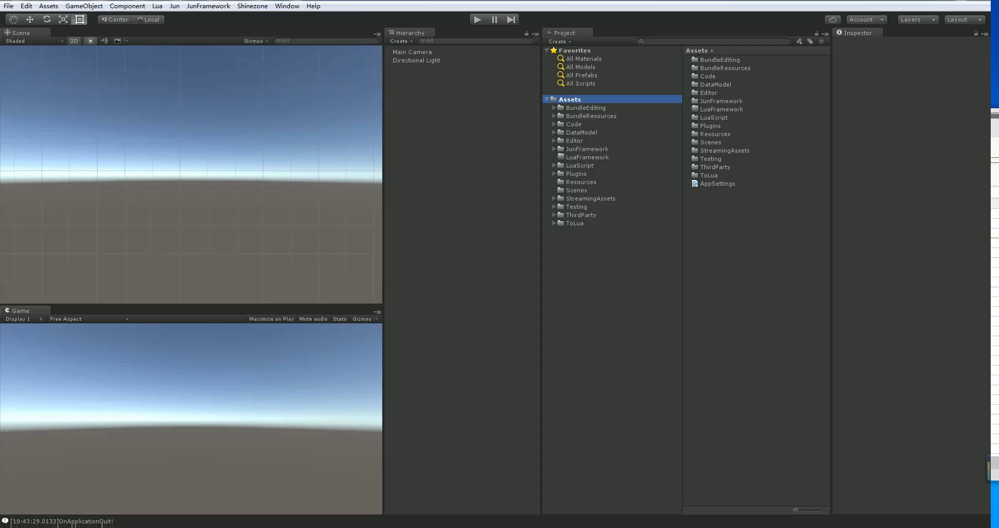 File Edit Assets GameObject Component Lua Jun JunFramework Shinezone Window Help
Center Local Account Layers Layout
Scene
Shaded 2D Gizmos All
Hierarchy
Create All
Main Camera
Directional Light
Game
Display 1 Free Aspect Maximize on Play Mute audio Stats Gizmos
Project
Create
Favorites
All Materials
All Models
All Prefabs
All Scripts
Assets
BundleEditing
BundleResources
Code
DataModel
Editor
JunFramework
LuaFramework
LuaScript
Plugins
Resources
Scenes
StreamingAssets
Testing
ThirdParty
ToLua
Assets
BundleEditing
BundleResources
Code
DataModel
Editor
JunFramework
LuaFramework
LuaScript
Plugins
Resources
Scenes
StreamingAssets
Testing
ThirdParty
ToLua
AppSettings
Inspector
[10:43:29.0133]OnApplicationQuit!